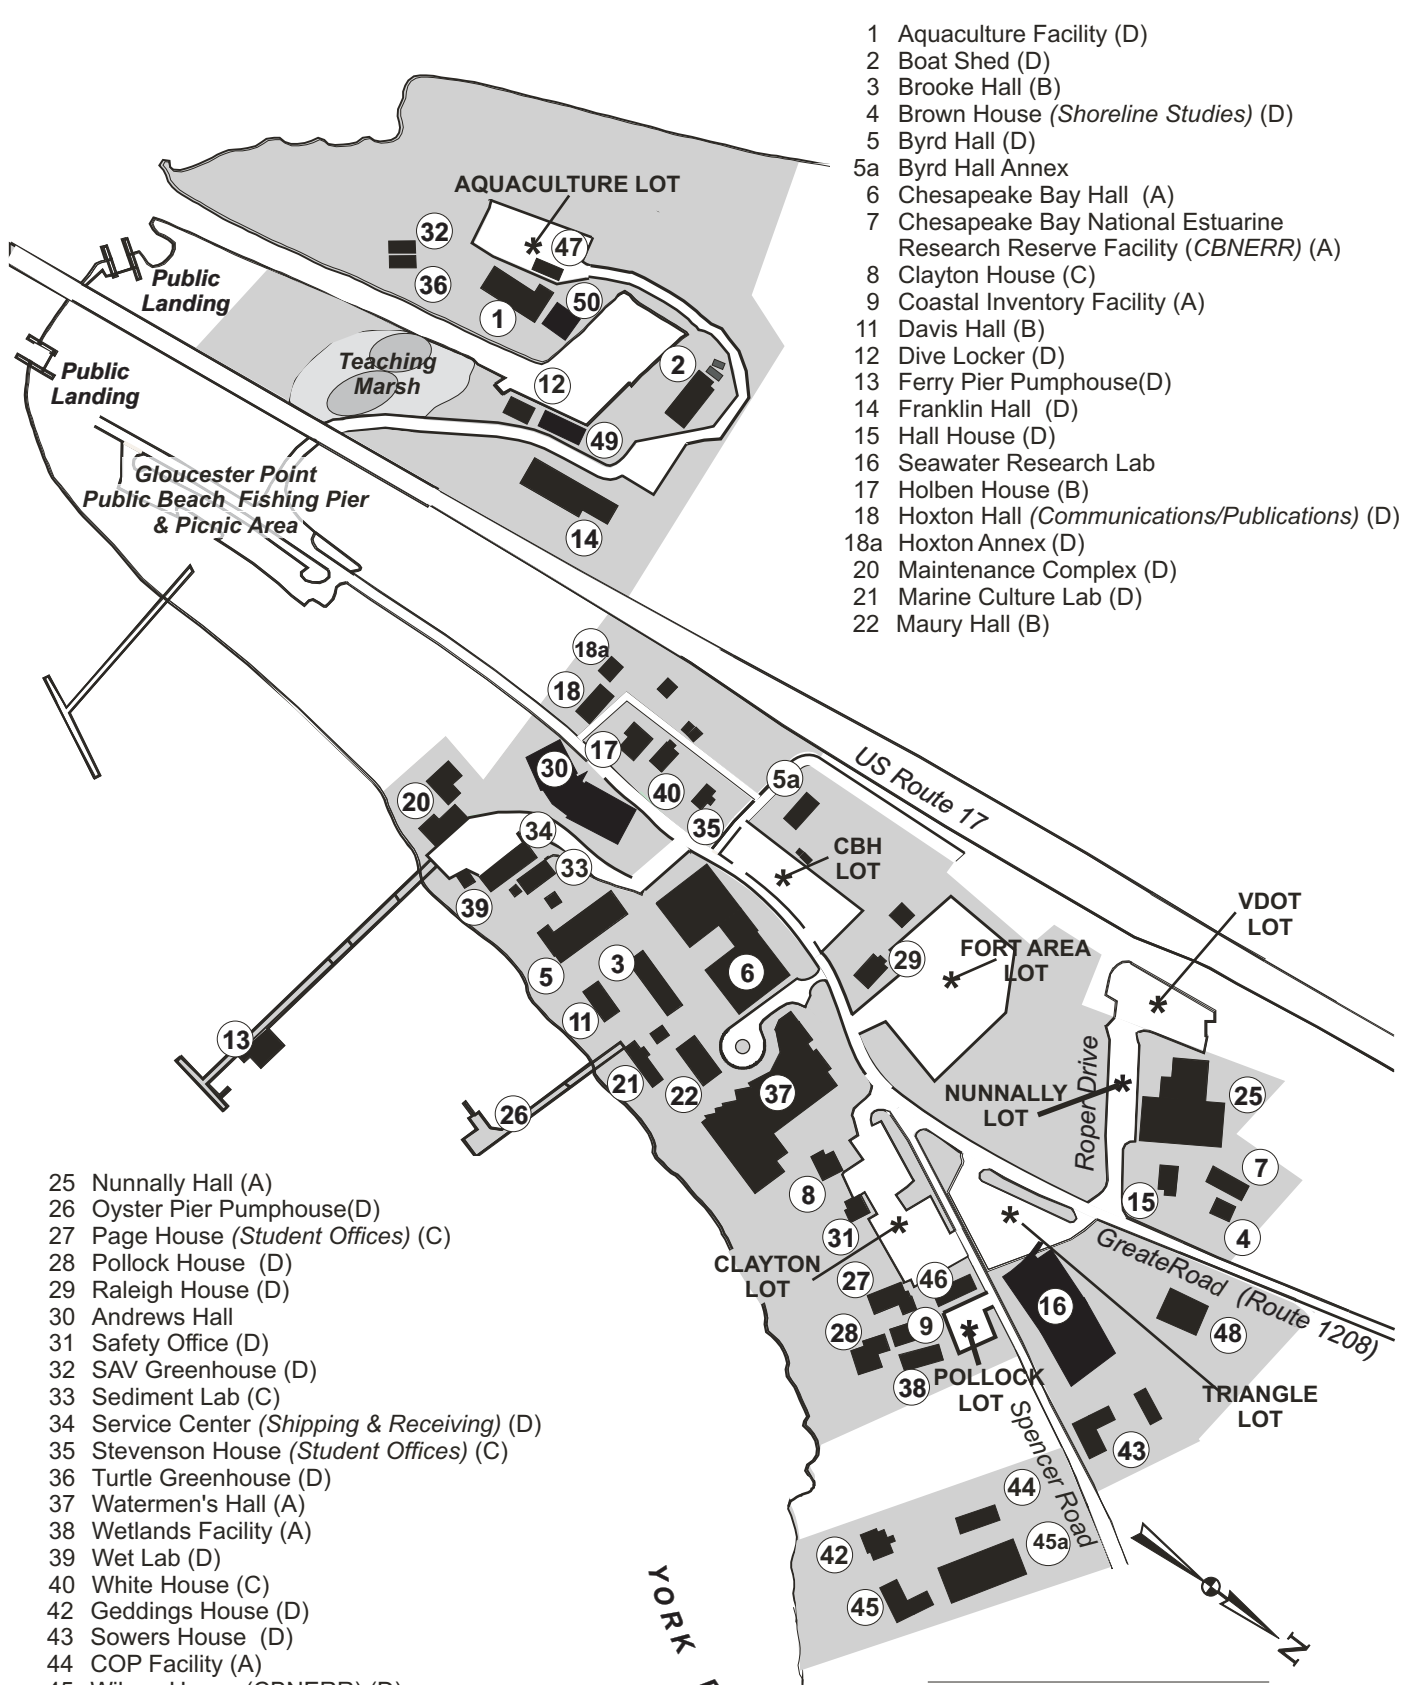 1 Aquaculture Facility (D)
2 Boat Shed (D)
3 Brooke Hall (B)
4 Brown House (Shoreline Studies) (D)
5 Byrd Hall (D)
5a Byrd Hall Annex
6 Chesapeake Bay Hall (A)
7 Chesapeake Bay National Estuarine
Research Reserve Facility (CBNERR) (A)
8 Clayton House (C)
9 Coastal Inventory Facility (A)
11 Davis Hall (B)
12 Dive Locker (D)
13 Ferry Pier Pumphouse(D)
14 Franklin Hall (D)
15 Hall House (D)
16 Seawater Research Lab
17 Holben House (B)
18 Hoxton Hall (Communications/Publications) (D)
18a Hoxton Annex (D)
20 Maintenance Complex (D)
21 Marine Culture Lab (D)
22 Maury Hall (B)
AQUACULTURE LOT
*
32
47
36
50
1
Public
Landing
Teaching
Marsh
2
12
Public
Landing
49
Gloucester Point
Public Beach Fishing Pier
& Picnic Area
14
18a
18
17
30
40
5a
US Route 17
20
35
34
CBH
LOT
*
33
39
VDOT
LOT
*
5
3
6
29
FORT AREA
LOT
*
11
13
21
22
37
26
NUNNALLY
LOT
*
Roper Drive
25
7
15
4
8
31
*
CLAYTON
LOT
*
GreateRoad (Route 1208)
27
46
16
48
28
9
*
38
POLLOCK
LOT
TRIANGLE
LOT
Spencer Road
43
44
42
45a
45
N
YORK
25 Nunnally Hall (A)
26 Oyster Pier Pumphouse(D)
27 Page House (Student Offices) (C)
28 Pollock House (D)
29 Raleigh House (D)
30 Andrews Hall
31 Safety Office (D)
32 SAV Greenhouse (D)
33 Sediment Lab (C)
34 Service Center (Shipping & Receiving) (D)
35 Stevenson House (Student Offices) (C)
36 Turtle Greenhouse (D)
37 Watermen's Hall (A)
38 Wetlands Facility (A)
39 Wet Lab (D)
40 White House (C)
42 Geddings House (D)
43 Sowers House (D)
44 COP Facility (A)